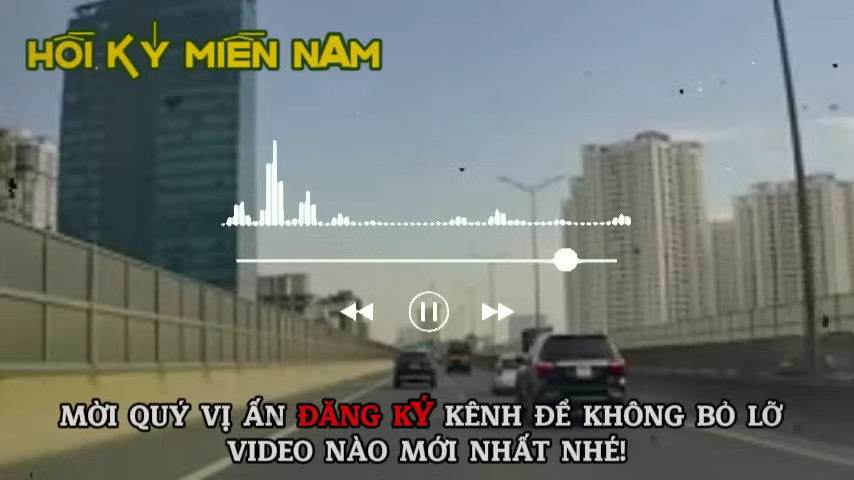 HỒI KÝ MIỀN NAM
MỜI QUÝ VỊ ẤN ĐĂNG KÝ KÊNH ĐỂ KHÔNG BỎ LỠ
VIDEO NÀO MỚI NHẤT NHÉ!